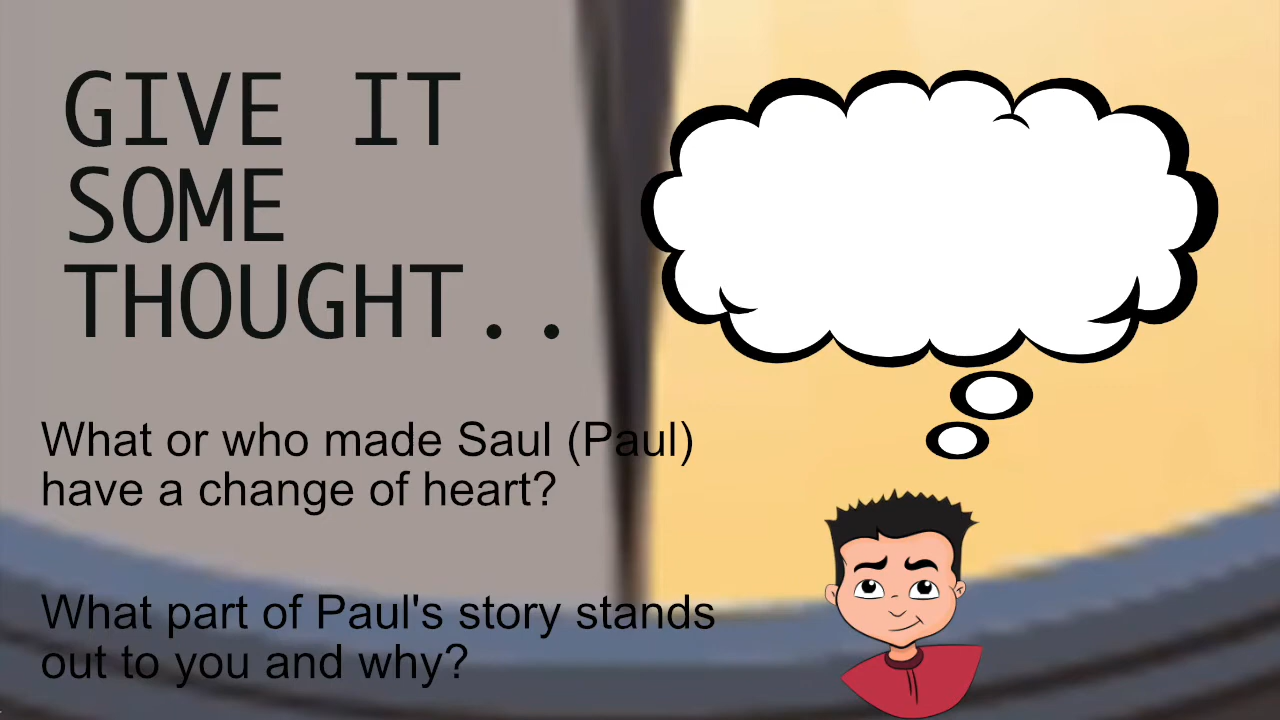 GIVE IT
SOME
THOUGHT..
What or who made Saul (Paul)
have a change of heart?
What part of Paul's story stands
out to you and why?